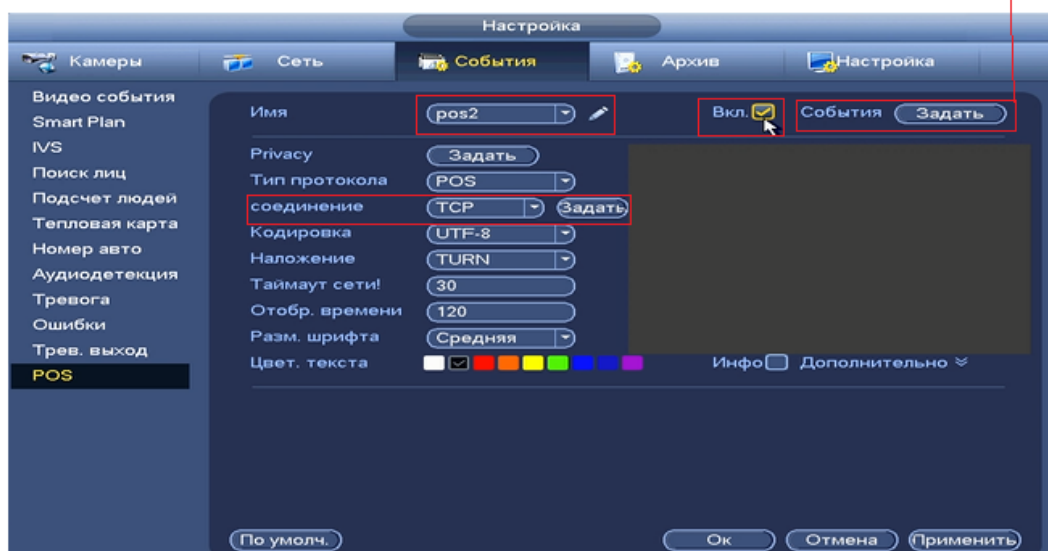 Настройка
Камеры Сеть События Архив Настройка
Видео события
Smart Plan
IVS
Поиск лиц
Подсчет людей
Тепловая карта
Номер авто
Аудиодетекция
Тревога
Ошибки
Трев. выход
POS
Имя pos2 Вкл. События Задать
Privacy Задать
Тип протокола POS
соединение TCP Задать
Кодировка UTF-8
Наложение TURN
Таймаут сети! 30
Отобр. времени 120
Разм. шрифта Средняя
Цвет. текста Инфо Дополнительно
По умолч. Ок Отмена Применить